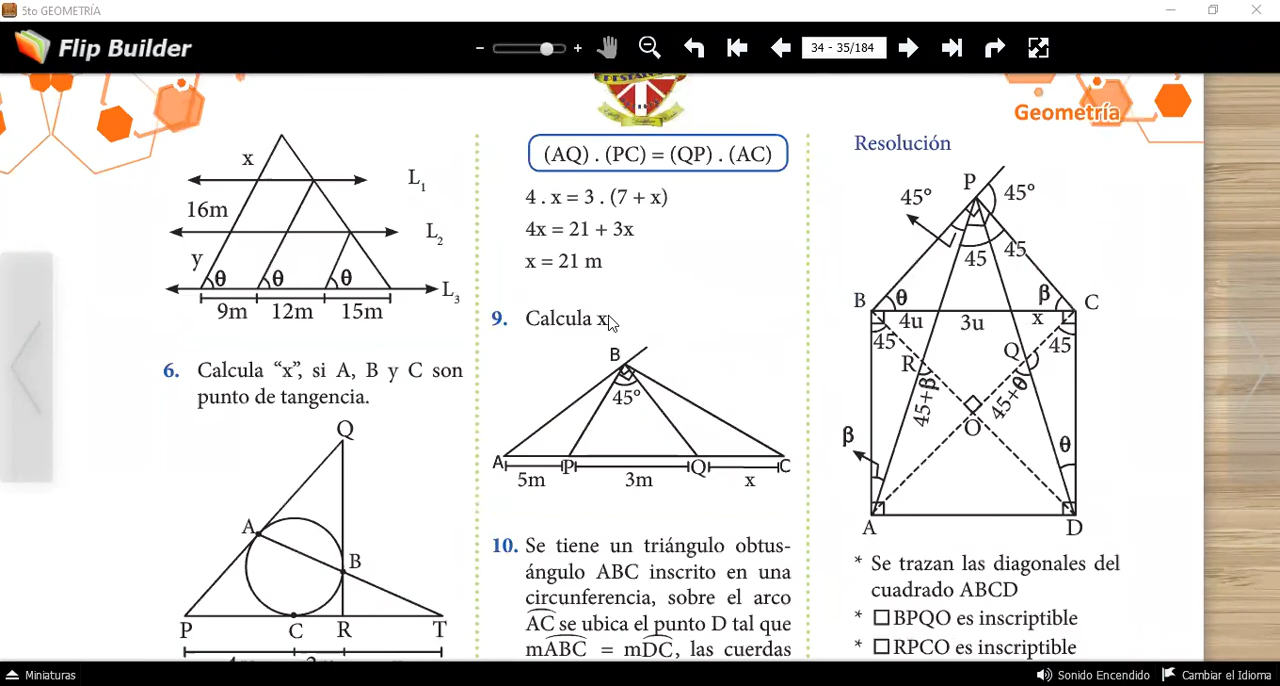 5to GEOMETRÍA
Flip Builder
34 - 35/184
Geometría
x
L1
16m
L2
y
θ θ θ
L3
9m 12m 15m
6. Calcula “x”, si A, B y C son
punto de tangencia.
Q
A
B
P C R T
(AQ) . (PC) = (QP) . (AC)
4 . x = 3 . (7 + x)
4x = 21 + 3x
x = 21 m
9. Calcula x
B
45°
A P Q C
5m 3m x
10. Se tiene un triángulo obtus-
ángulo ABC inscrito en una
circunferencia, sobre el arco
AC se ubica el punto D tal que
mABC = mDC, las cuerdas
Resolución
P
45° 45°
45 45
B θ β C
4u 3u x
45 45
R Q
45+β 45+θ
O
β θ
A D
* Se trazan las diagonales del
cuadrado ABCD
* □BPQO es inscriptible
* □RPCO es inscriptible
Miniaturas
Sonido Encendido
Cambiar el Idioma